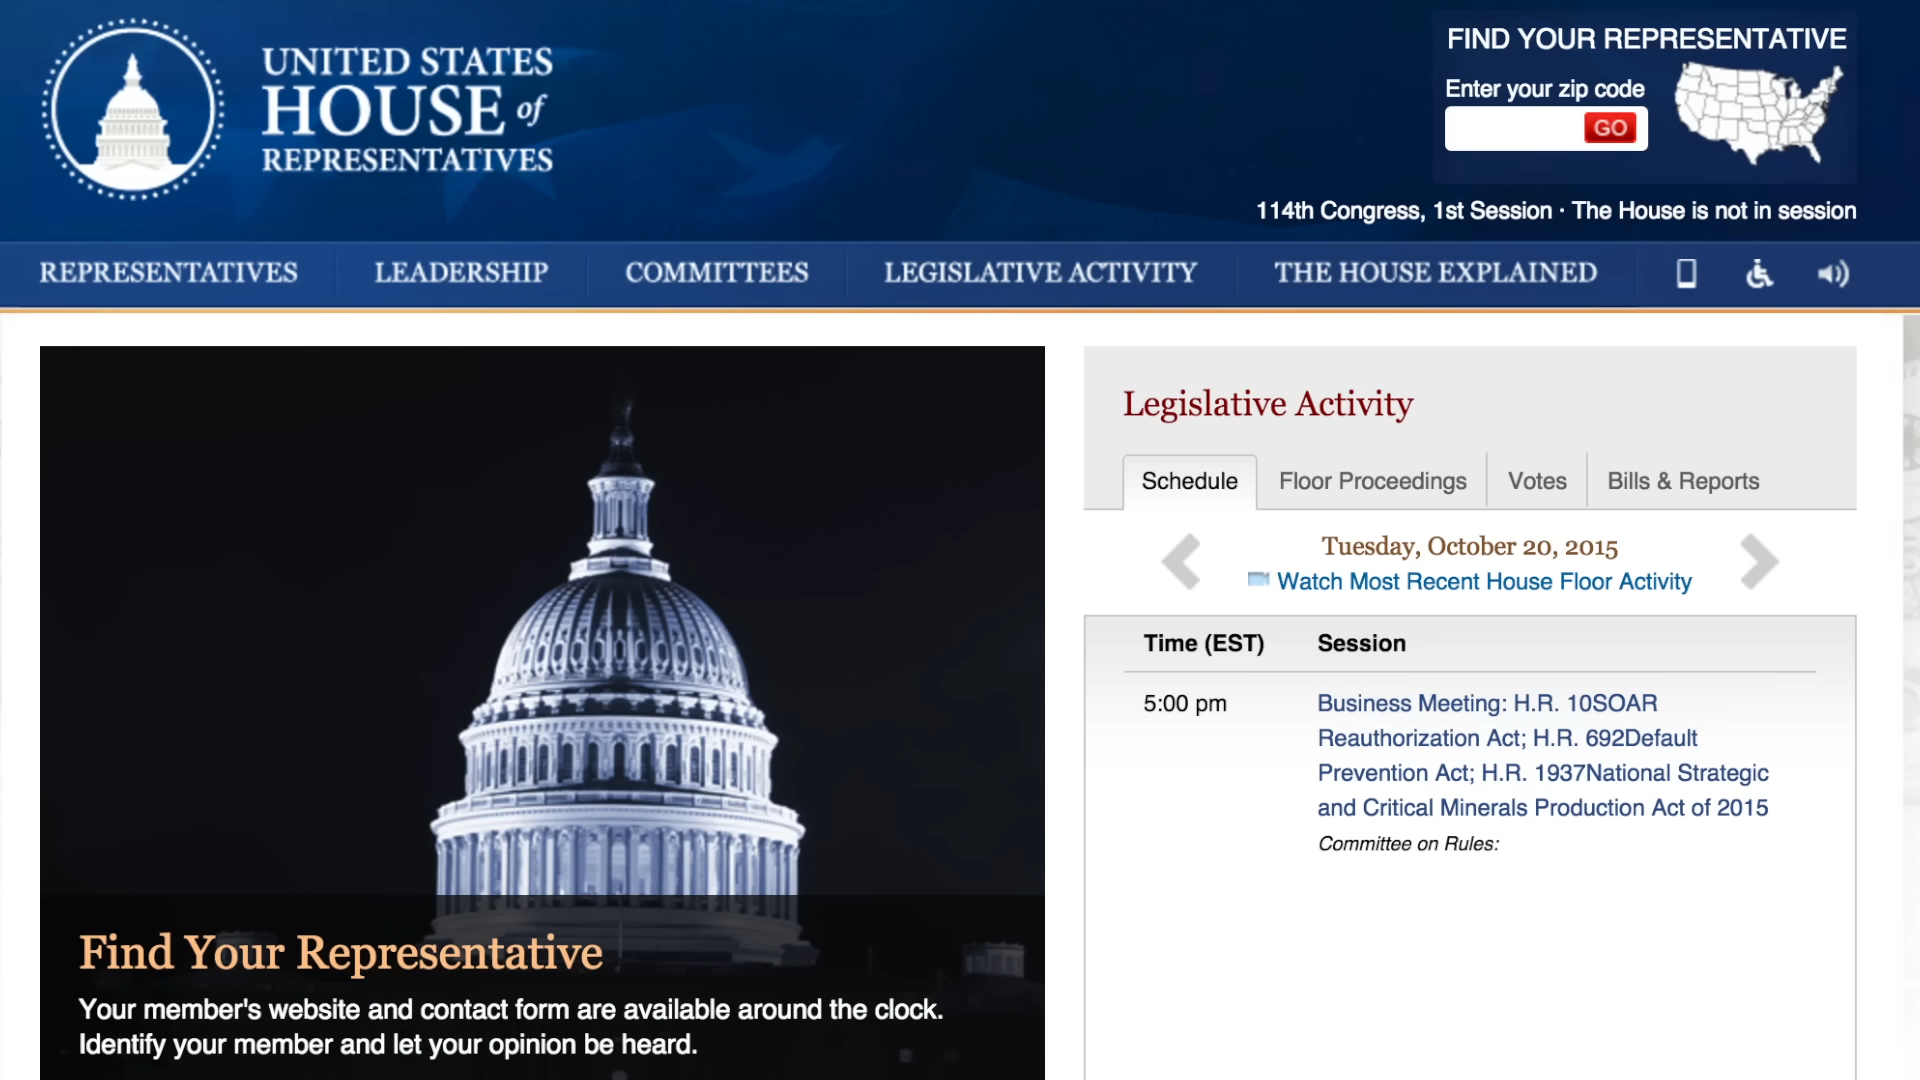 UNITED STATES
HOUSE of
REPRESENTATIVES
FIND YOUR REPRESENTATIVE
Enter your zip code
GO
114th Congress, 1st Session · The House is not in session
REPRESENTATIVES
LEADERSHIP
COMMITTEES
LEGISLATIVE ACTIVITY
THE HOUSE EXPLAINED
Find Your Representative
Your member's website and contact form are available around the clock.
Identify your member and let your opinion be heard.
Legislative Activity
Schedule
Floor Proceedings
Votes
Bills & Reports
Tuesday, October 20, 2015
Watch Most Recent House Floor Activity
Time (EST) Session
5:00 pm Business Meeting: H.R. 10SOAR
Reauthorization Act; H.R. 692Default
Prevention Act; H.R. 1937National Strategic
and Critical Minerals Production Act of 2015
Committee on Rules: